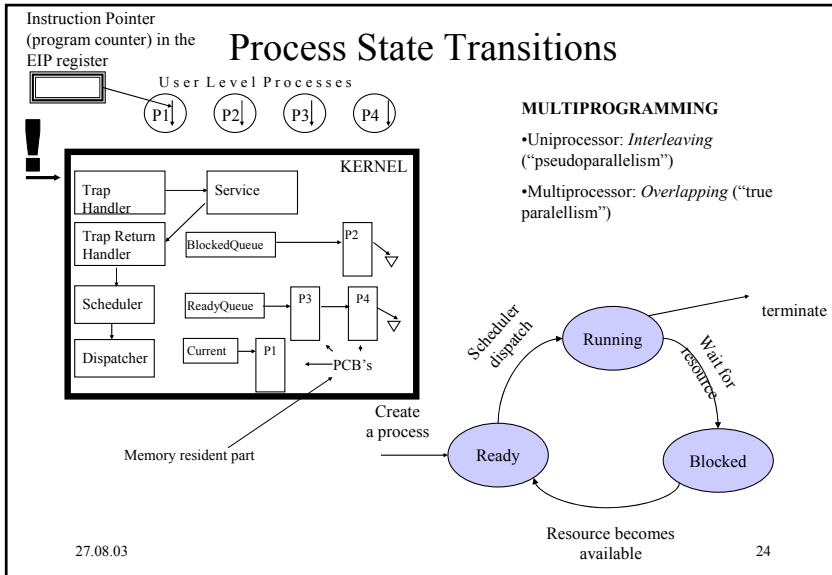 Instruction Pointer
(program counter) in the
EIP register
Process State Transitions
User Level Processes
P1
P2
P3
P4
!
MULTIPROGRAMMING
•Uniprocessor: Interleaving
(“pseudoparallelism”)
•Multiprocessor: Overlapping (“true
paralellism”)
KERNEL
Trap
Handler
Service
Trap Return
Handler
BlockedQueue
P2
Scheduler
ReadyQueue
P3
P4
Dispatcher
Current
P1
PCB’s
Memory resident part
Create
a process
Scheduler
dispatch
Running
terminate
Wait for
resource
Ready
Blocked
Resource becomes
available
27.08.03
24